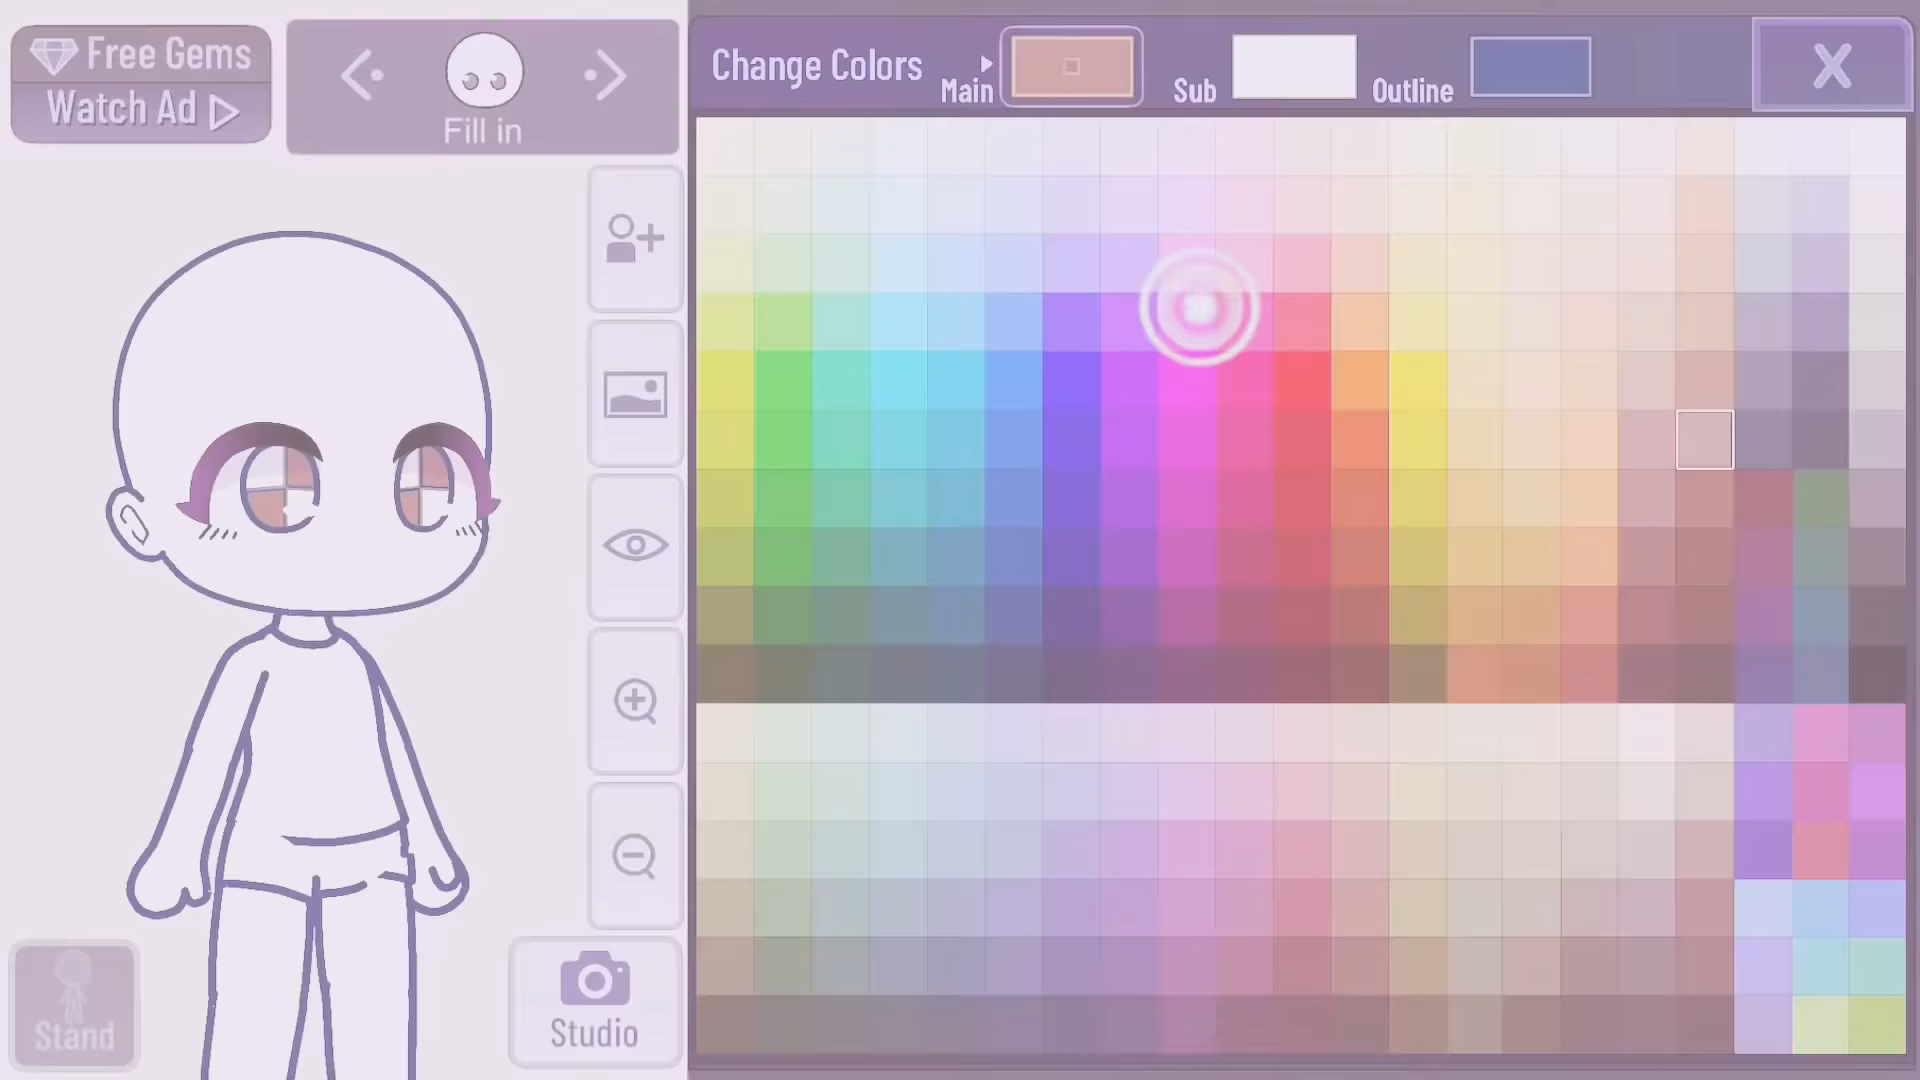 Free Gems
Watch Ad
Fill in
Change Colors
Main
Sub
Outline
X
Stand
Studio